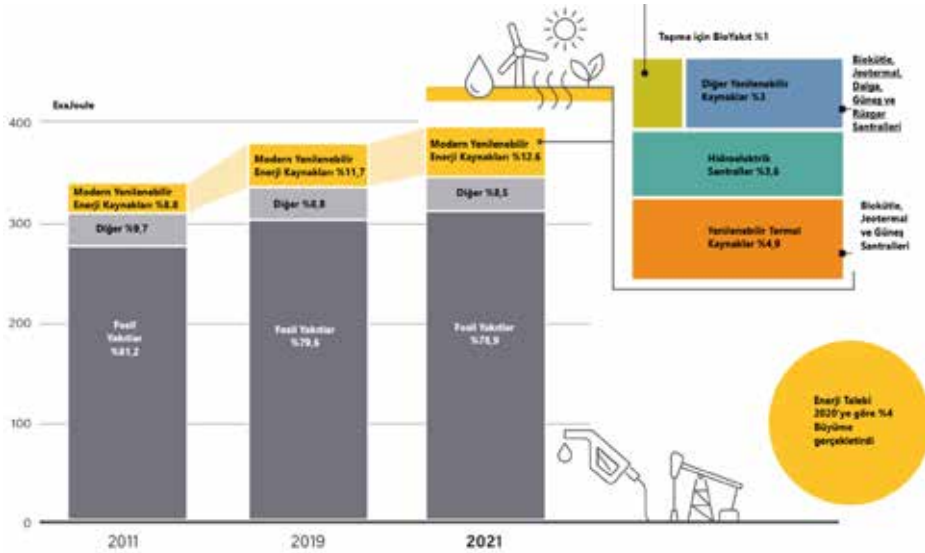 Taşıma için BioYakıt %1
Diğer Yenilenebilir
Kaynaklar %3
Biokütle,
Jeotermal,
Dalga,
Güneş ve
Rüzgar
Santralleri
Hidroelektrik
Santraller %3,6
Yenilenebilir Termal
Kaynaklar %4,9
Biokütle,
Jeotermal
ve Güneş
Santralleri
ExaJoule
400
300
200
100
0
Modern Yenilenebilir
Enerji Kaynakları %8.8
Diğer %9,7
Fosil
Yakıtlar
%81,2
2011
Modern Yenilenebilir
Enerji Kaynakları %11,7
Diğer %8,8
Fosil Yakıtlar
%79,6
2019
Modern Yenilenebilir
Enerji Kaynakları %12.6
Diğer %8,5
Fosil Yakıtlar
%78,9
2021
Enerji Talebi
2020'ye göre %4
Büyüme
gerçekletirdi